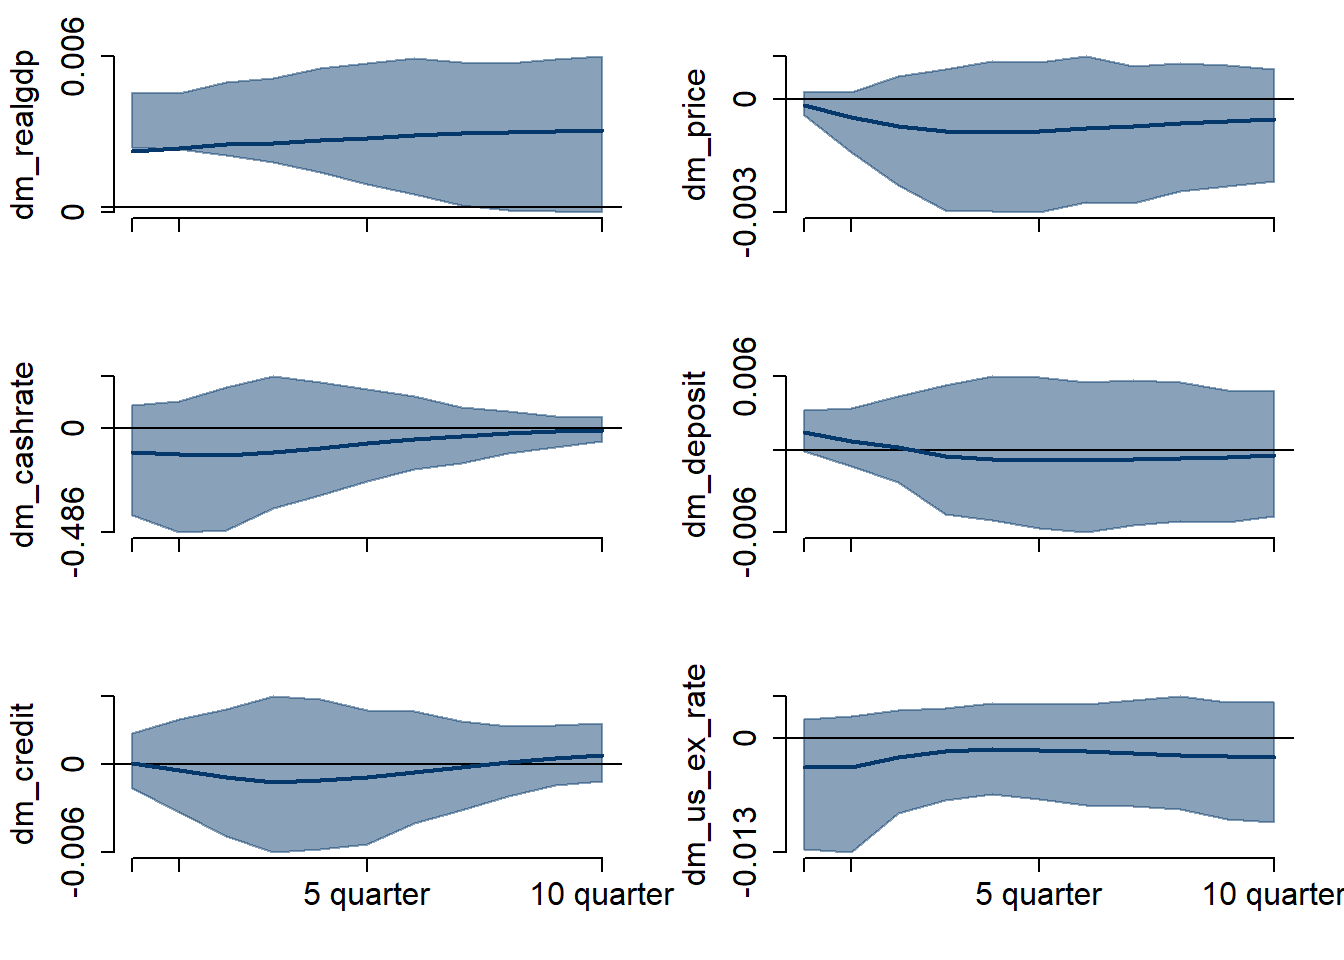 dm_realgdp
0.006
0
dm_price
0
-0.003
dm_cashrate
0
-0.486
dm_deposit
0.006
-0.006
dm_credit
0
-0.006
5 quarter
10 quarter
dm_us_ex_rate
0
-0.013
5 quarter
10 quarter